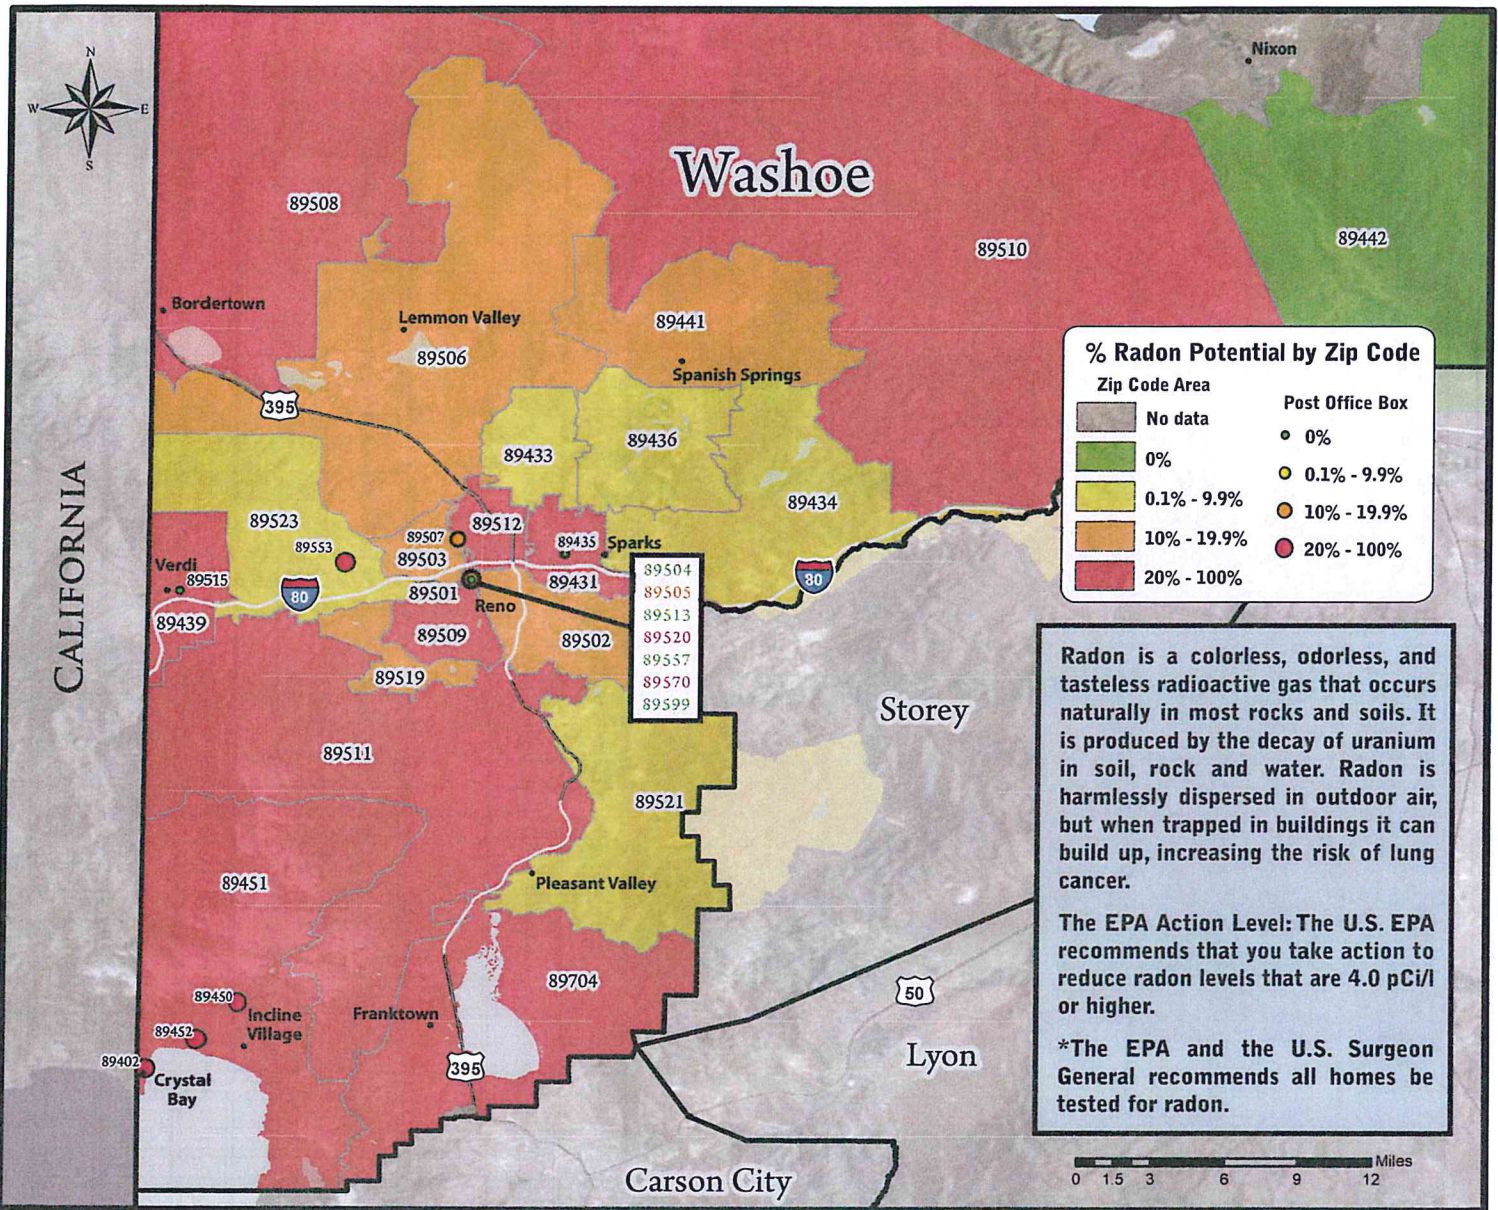 N
W
E
S
Washoe
Nixon
89508
89510
89442
Bordertown
Lemmon Valley
89506
89441
Spanish Springs
395
89433
89436
89434
CALIFORNIA
89523
89553
89507
89512
89503
89435
Sparks
Verdi
89515
80
89501
Reno
89431
80
89439
89509
89502
89519
89504
89505
89513
89520
89557
89570
89599
89511
Storey
89521
89451
Pleasant Valley
89704
89450
Incline
Village
Franktown
89452
89402
Crystal
Bay
395
50
Lyon
Carson City
% Radon Potential by Zip Code
Zip Code Area
No data
0%
0.1% - 9.9%
10% - 19.9%
20% - 100%
Post Office Box
0%
0.1% - 9.9%
10% - 19.9%
20% - 100%
Radon is a colorless, odorless, and
tasteless radioactive gas that occurs
naturally in most rocks and soils. It
is produced by the decay of uranium
in soil, rock and water. Radon is
harmlessly dispersed in outdoor air,
but when trapped in buildings it can
build up, increasing the risk of lung
cancer.
The EPA Action Level: The U.S. EPA
recommends that you take action to
reduce radon levels that are 4.0 pCi/l
or higher.
*The EPA and the U.S. Surgeon
General recommends all homes be
tested for radon.
Miles
0 1.5 3 6 9 12